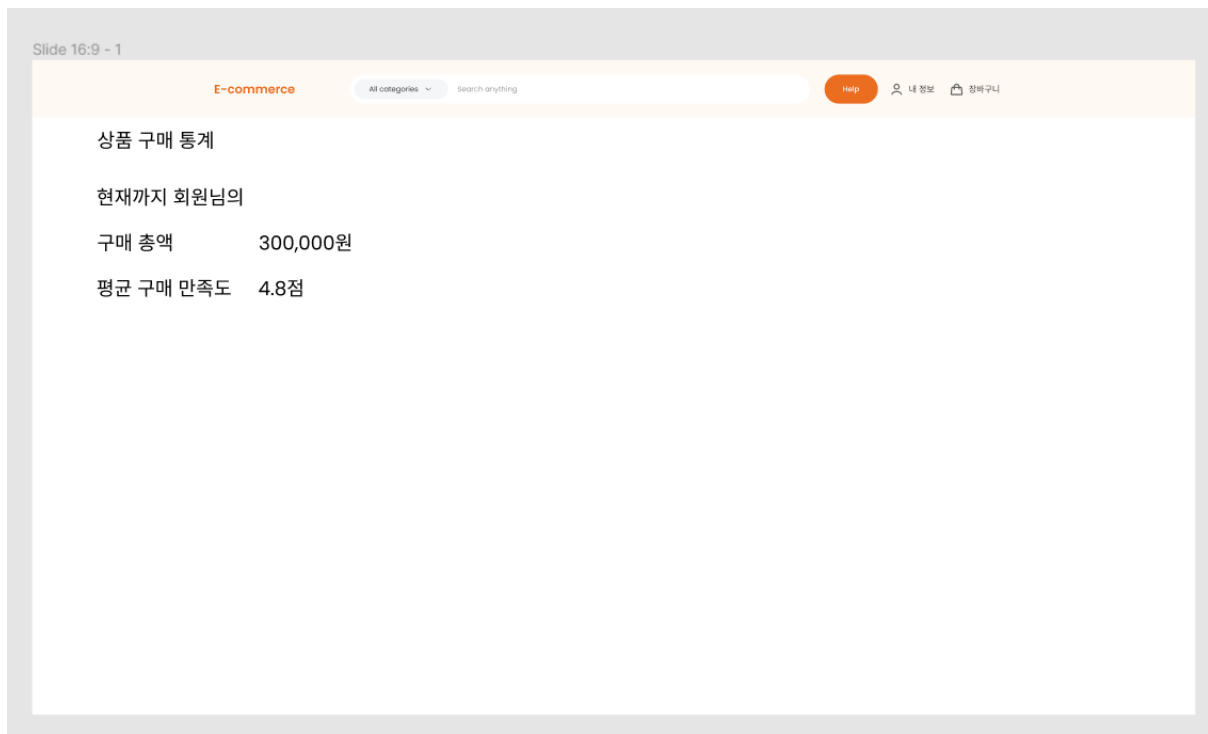 Slide 16:9 - 1
E-commerce All categories Search anything Help 내 정보 장바구니
상품 구매 통계
현재까지 회원님의
구매 총액 300,000원
평균 구매 만족도 4.8점